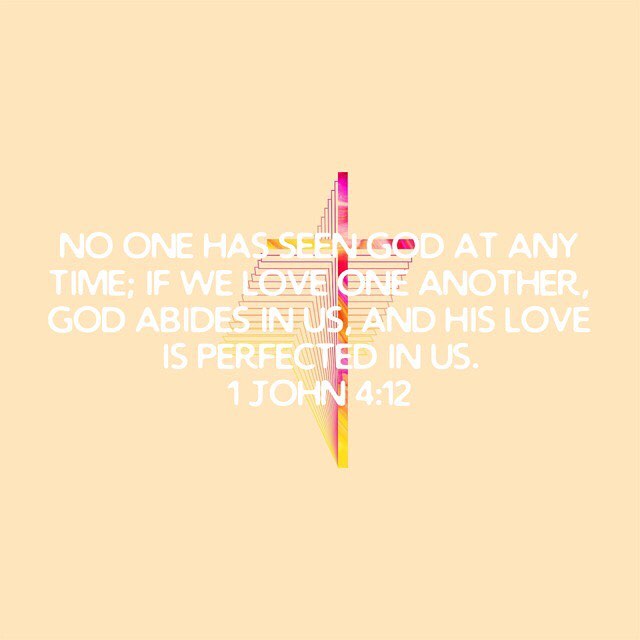 NO ONE HAS SEEN GOD AT ANY
TIME; IF WE LOVE ONE ANOTHER,
GOD ABIDES IN US, AND HIS LOVE
IS PERFECTED IN US.
1 JOHN 4:12